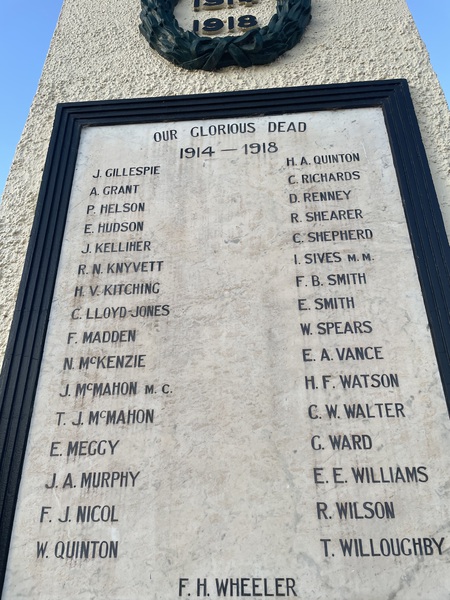 1918
OUR GLORIOUS DEAD
1914 — 1918
J. GILLESPIE
A. GRANT
P. HELSON
E. HUDSON
J. KELLIHER
R. N. KNYVETT
H. V. KITCHING
C. LLOYD-JONES
F. MADDEN
N. McKENZIE
J. McMAHON M. C.
T. J. McMAHON
E. MEGGY
J. A. MURPHY
F. J. NICOL
W. QUINTON
H. A. QUINTON
C. RICHARDS
D. RENNEY
R. SHEARER
C. SHEPHERD
I. SIVES M. M.
F. B. SMITH
E. SMITH
W. SPEARS
E. A. VANCE
H. F. WATSON
C. W. WALTER
G. WARD
E. E. WILLIAMS
R. WILSON
T. WILLOUGHBY
F. H. WHEELER